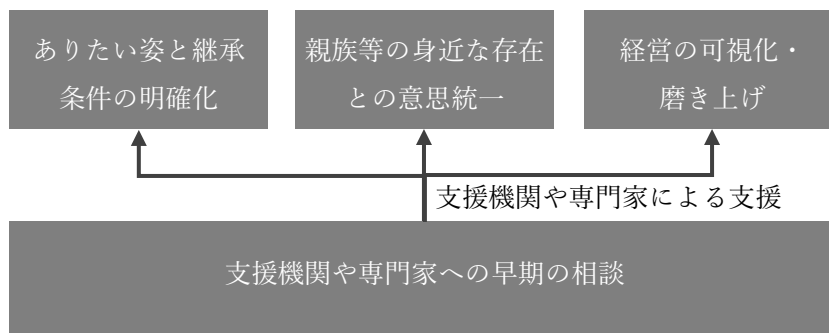 ありたい姿と継承
条件の明確化
親族等の身近な存在
との意思統一
経営の可視化・
磨き上げ
支援機関や専門家による支援
支援機関や専門家への早期の相談